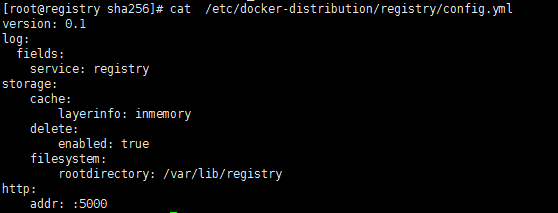 [root@registry sha256]# cat  /etc/docker-distribution/registry/config.yml
version: 0.1
log:
  fields:
    service: registry
storage:
    cache:
        layerinfo: inmemory
    delete:
        enabled: true
    filesystem:
        rootdirectory: /var/lib/registry
http:
    addr: :5000